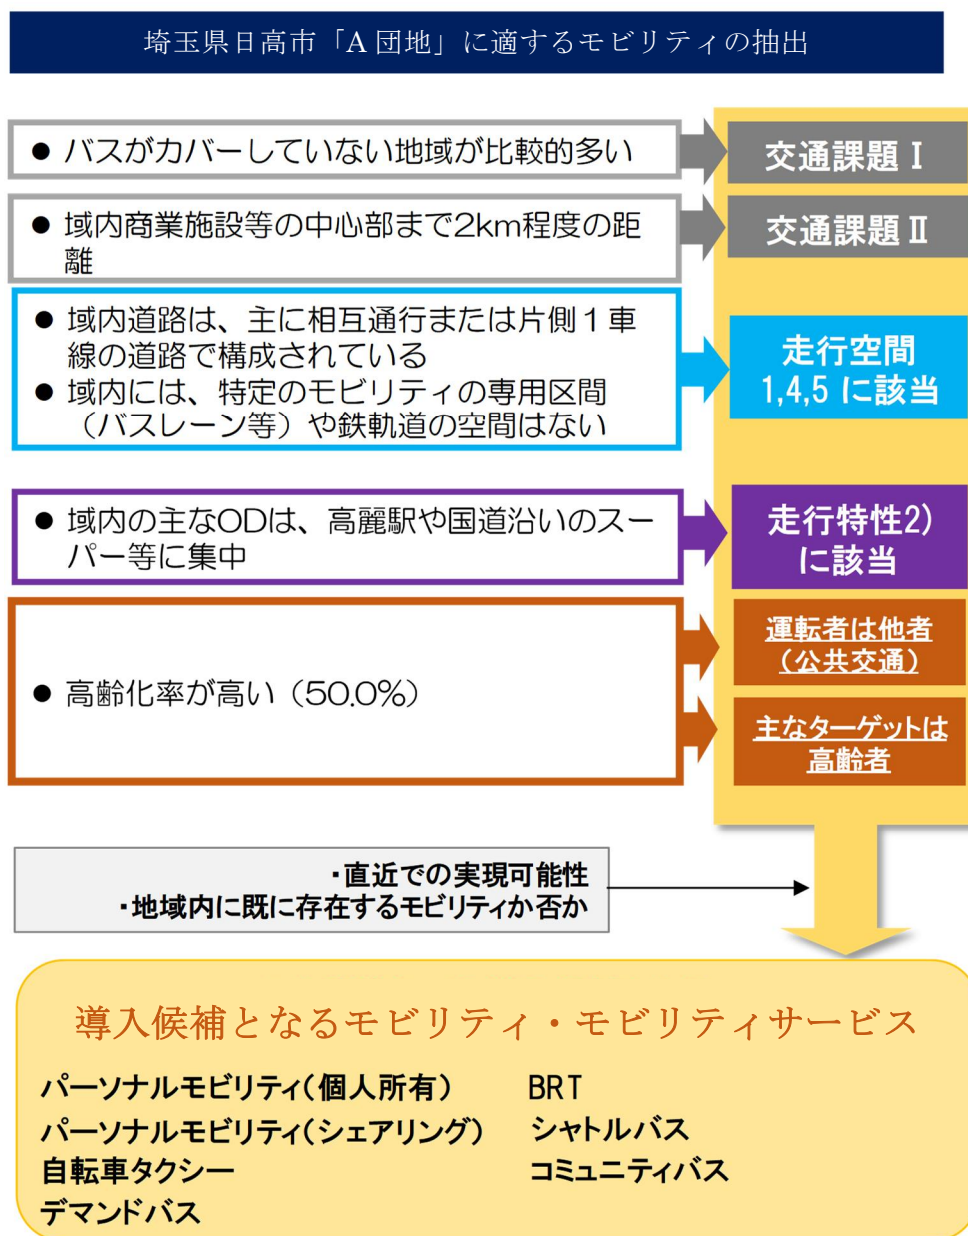 埼玉県日高市「A 団地」に適するモビリティの抽出
● バスがカバーしていない地域が比較的多い
交通課題 Ⅰ
● 域内商業施設等の中心部まで2km程度の距
離
交通課題 Ⅱ
● 域内道路は、主に相互通行または片側１車
線の道路で構成されている
● 域内には、特定のモビリティの専用区間
（バスレーン等）や鉄軌道の空間はない
走行空間
1,4,5 に該当
● 域内の主なODは、高麗駅や国道沿いのスー
パー等に集中
走行特性2)
に該当
● 高齢化率が高い（50.0%）
運転者は他者
（公共交通）
主なターゲットは
高齢者
・直近での実現可能性
・地域内に既に存在するモビリティか否か
導入候補となるモビリティ・モビリティサービス
パーソナルモビリティ(個人所有)
パーソナルモビリティ(シェアリング)
自転車タクシー
デマンドバス
BRT
シャトルバス
コミュニティバス